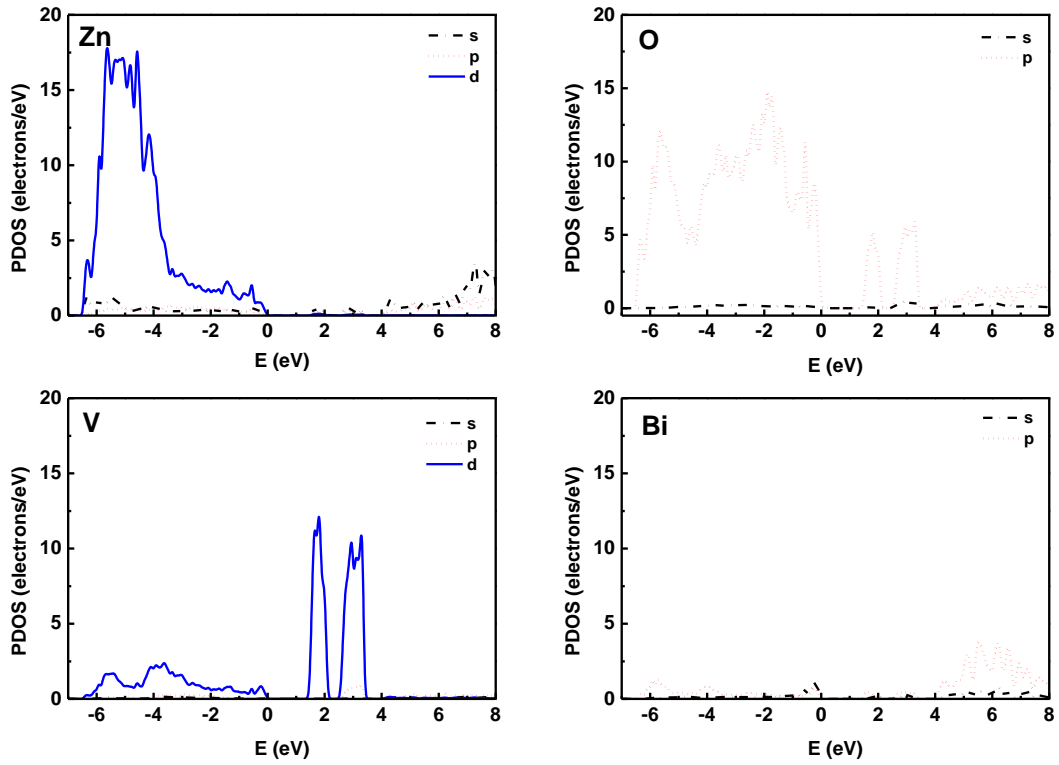 Zn
s
p
d
20
15
10
5
0
PDOS (electrons/eV)
-6 -4 -2 0 2 4 6 8
E (eV)
O
s
p
20
15
10
5
0
PDOS (electrons/eV)
-6 -4 -2 0 2 4 6 8
E (eV)
V
s
p
d
20
15
10
5
0
PDOS (electrons/eV)
-6 -4 -2 0 2 4 6 8
E (eV)
Bi
s
p
20
15
10
5
0
PDOS (electrons/eV)
-6 -4 -2 0 2 4 6 8
E (eV)